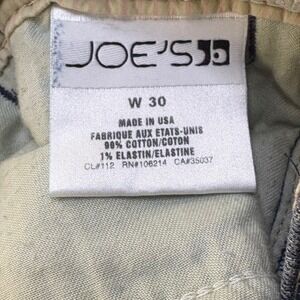 JOE'S
W 30
MADE IN USA
FABRIQUE AUX ETATS-UNIS
99% COTTON/COTON
1% ELASTIN/ELASTINE
CL#112 RN#106214 CA#35037